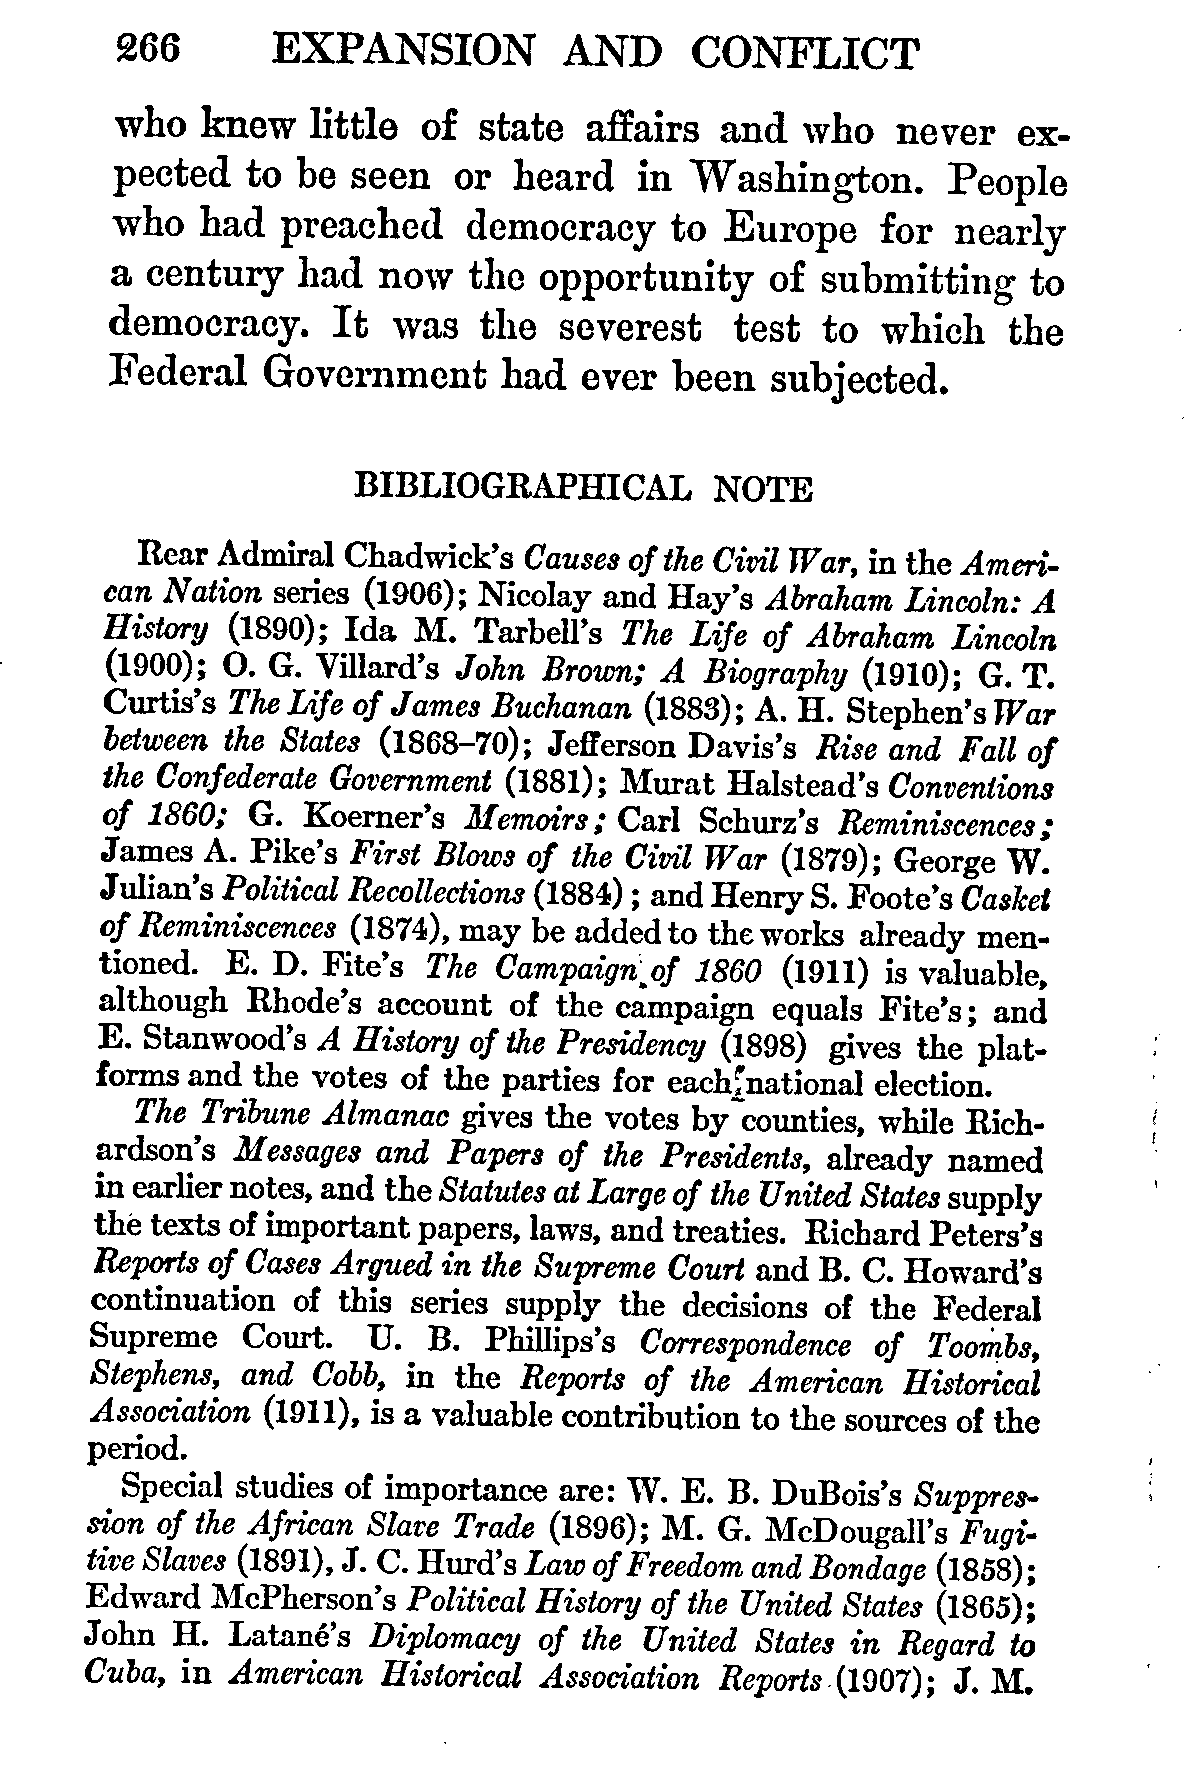 266 EXPANSION AND CONFLICT
who knew little of state affairs and who never ex-
pected to be seen or heard in Washington. People
who had preached democracy to Europe for nearly
a century had now the opportunity of submitting to
democracy. It was the severest test to which the
Federal Government had ever been subjected.
BIBLIOGRAPHICAL NOTE
Rear Admiral Chadwick's Causes of the Civil War, in the Ameri-
can Nation series (1906); Nicolay and Hay's Abraham Lincoln: A
History (1890); Ida M. Tarbell's The Life of Abraham Lincoln
(1900); O. G. Villard's John Brown; A Biography (1910); G. T.
Curtis's The Life of James Buchanan (1883); A. H. Stephen's War
between the States (1868–70); Jefferson Davis's Rise and Fall of
the Confederate Government (1881); Murat Halstead's Conventions
of 1860; G. Koerner's Memoirs; Carl Schurz's Reminiscences;
James A. Pike's First Blows of the Civil War (1879); George W.
Julian's Political Recollections (1884); and Henry S. Foote's Casket
of Reminiscences (1874), may be added to the works already men-
tioned. E. D. Fite's The Campaign of 1860 (1911) is valuable,
although Rhode's account of the campaign equals Fite's; and
E. Stanwood's A History of the Presidency (1898) gives the plat-
forms and the votes of the parties for each national election.
The Tribune Almanac gives the votes by counties, while Rich-
ardson's Messages and Papers of the Presidents, already named
in earlier notes, and the Statutes at Large of the United States supply
the texts of important papers, laws, and treaties. Richard Peters's
Reports of Cases Argued in the Supreme Court and B. C. Howard's
continuation of this series supply the decisions of the Federal
Supreme Court. U. B. Phillips's Correspondence of Toombs,
Stephens, and Cobb, in the Reports of the American Historical
Association (1911), is a valuable contribution to the sources of the
period.
Special studies of importance are: W. E. B. DuBois's Suppres-
sion of the African Slave Trade (1896); M. G. McDougall's Fugi-
tive Slaves (1891), J. C. Hurd's Law of Freedom and Bondage (1858);
Edward McPherson's Political History of the United States (1865);
John H. Latané's Diplomacy of the United States in Regard to
Cuba, in American Historical Association Reports (1907); J. M.